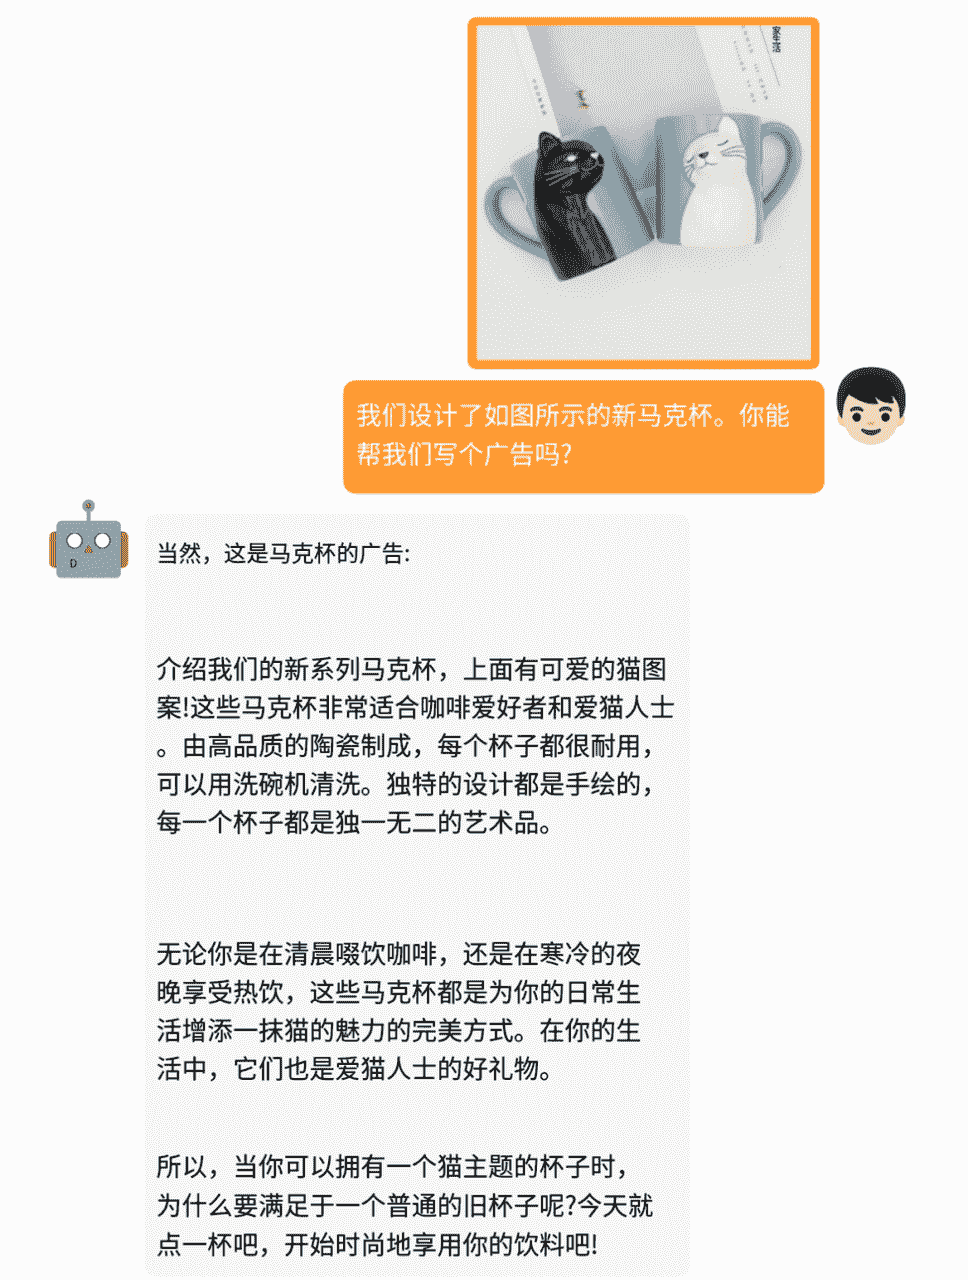 家生活
我们设计了如图所示的新马克杯。你能
帮我们写个广告吗?
D
当然，这是马克杯的广告:
介绍我们的新系列马克杯，上面有可爱的猫图
案!这些马克杯非常适合咖啡爱好者和爱猫人士
。由高品质的陶瓷制成，每个杯子都很耐用，
可以用洗碗机清洗。独特的设计都是手绘的，
每一个杯子都是独一无二的艺术品。
无论你是在清晨啜饮咖啡，还是在寒冷的夜
晚享受热饮，这些马克杯都是为你的日常生
活增添一抹猫的魅力的完美方式。在你的生
活中，它们也是爱猫人士的好礼物。
所以，当你可以拥有一个猫主题的杯子时，
为什么要满足于一个普通的旧杯子呢?今天就
点一杯吧，开始时尚地享用你的饮料吧!